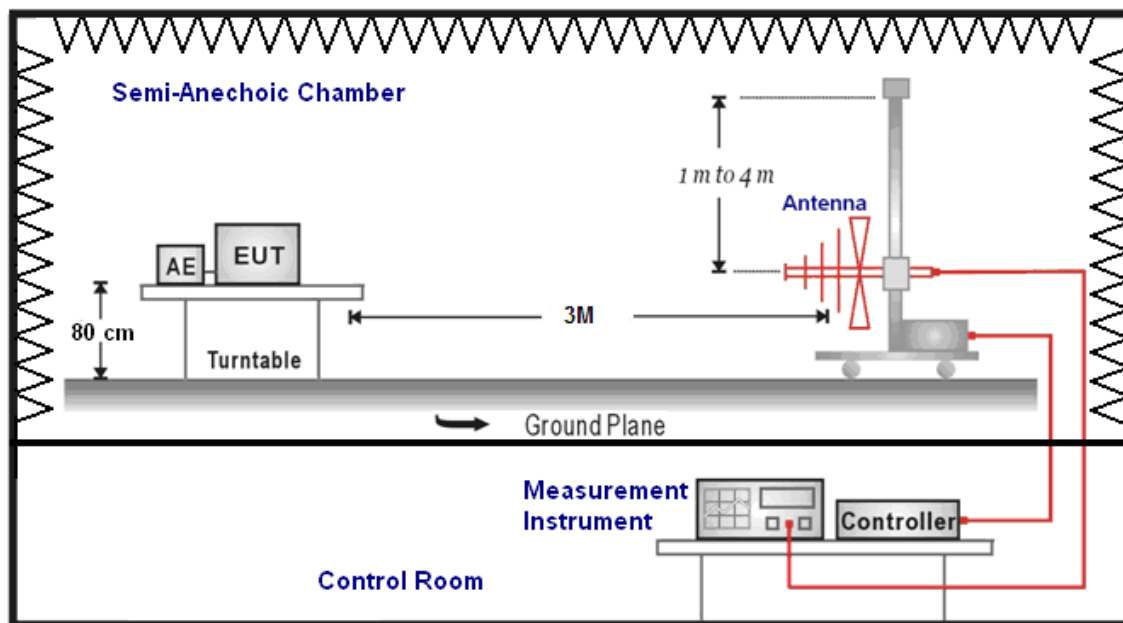 Semi-Anechoic Chamber
1 m to 4 m
Antenna
AE
EUT
80 cm
3M
Turntable
Ground Plane
Measurement
Instrument
Controller
Control Room